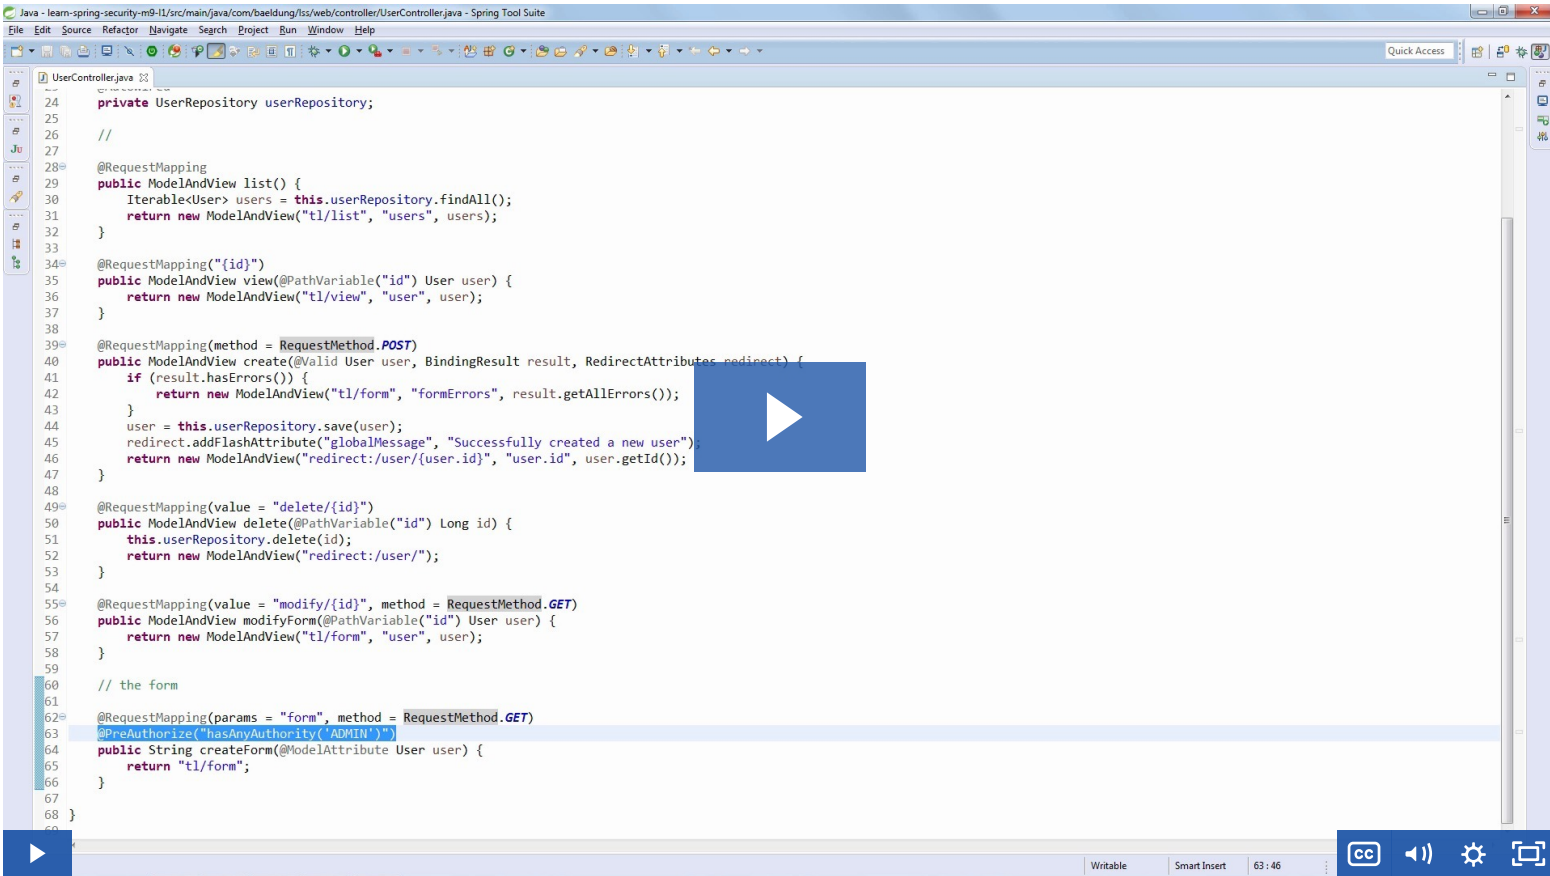 Java - learn-spring-security-m9-l1/src/main/java/com/baeldung/lss/web/controller/UserController.java - Spring Tool Suite
File Edit Source Refactor Navigate Search Project Run Window Help
Quick Access
UserController.java
24 private UserRepository userRepository;
25
26 //
27
28 @RequestMapping
29 public ModelAndView list() {
30 Iterable<User> users = this.userRepository.findAll();
31 return new ModelAndView("tl/list", "users", users);
32 }
33
34 @RequestMapping("{id}")
35 public ModelAndView view(@PathVariable("id") User user) {
36 return new ModelAndView("tl/view", "user", user);
37 }
38
39 @RequestMapping(method = RequestMethod.POST)
40 public ModelAndView create(@Valid User user, BindingResult result, RedirectAttributes redirect) {
41 if (result.hasErrors()) {
42 return new ModelAndView("tl/form", "formErrors", result.getAllErrors());
43 }
44 user = this.userRepository.save(user);
45 redirect.addFlashAttribute("globalMessage", "Successfully created a new user");
46 return new ModelAndView("redirect:/user/{user.id}", "user.id", user.getId());
47 }
48
49 @RequestMapping(value = "delete/{id}")
50 public ModelAndView delete(@PathVariable("id") Long id) {
51 this.userRepository.delete(id);
52 return new ModelAndView("redirect:/user/");
53 }
54
55 @RequestMapping(value = "modify/{id}", method = RequestMethod.GET)
56 public ModelAndView modifyForm(@PathVariable("id") User user) {
57 return new ModelAndView("tl/form", "user", user);
58 }
59
60 // the form
61
62 @RequestMapping(params = "form", method = RequestMethod.GET)
63 @PreAuthorize("hasAnyAuthority('ADMIN')")
64 public String createForm(@ModelAttribute User user) {
65 return "tl/form";
66 }
67
68 }
Writable Smart Insert 63 : 46
CC